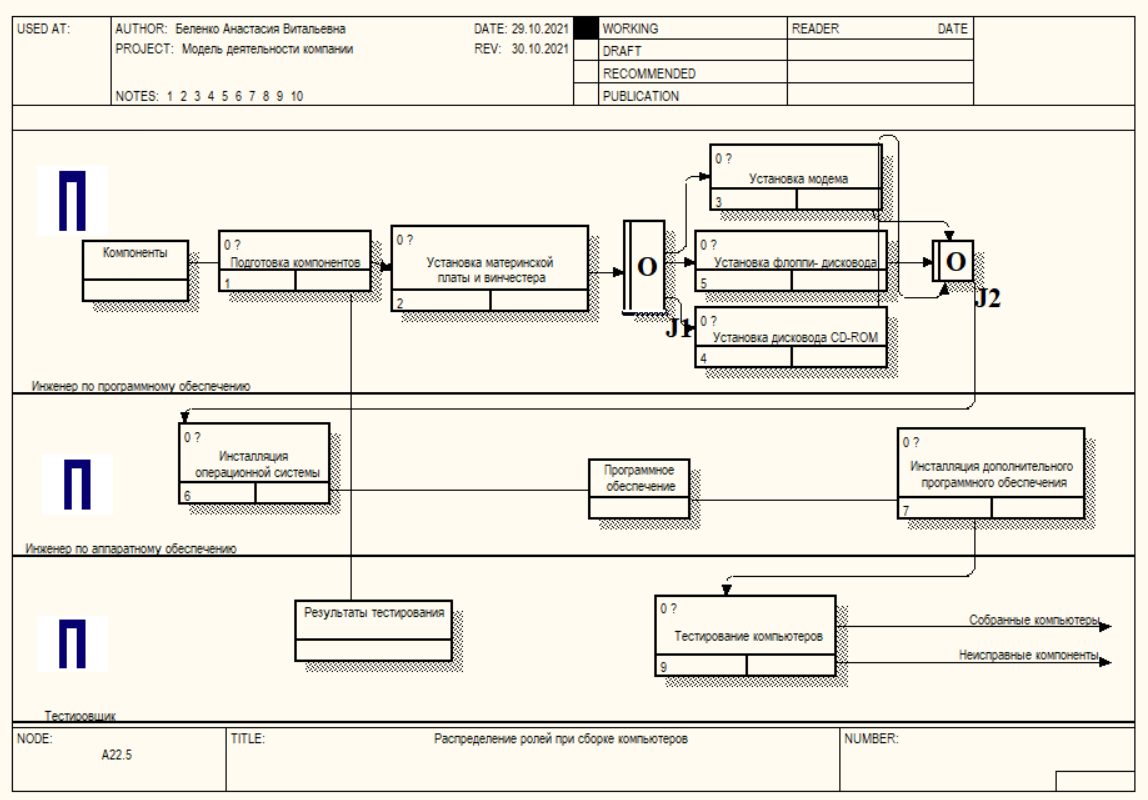 USED AT:
AUTHOR: Беленко Анастасия Витальевна
DATE: 29.10.2021
WORKING
READER
DATE
PROJECT: Модель деятельности компании
REV: 30.10.2021
DRAFT
RECOMMENDED
NOTES: 1 2 3 4 5 6 7 8 9 10
PUBLICATION
П
Компоненты
0 ?
Подготовка компонентов
1
0 ?
Установка материнской
платы и винчестера
2
O
J1
0 ?
Установка модема
3
0 ?
Установка флоппи- дисковода
5
0 ?
Установка дисковода CD-ROM
4
O
J2
Инженер по программному обеспечению
П
0 ?
Инсталляция
операционной системы
6
Программное
обеспечение
0 ?
Инсталляция дополнительного
программного обеспечения
7
Инженер по аппаратному обеспечению
П
Результаты тестирования
0 ?
Тестирование компьютеров
9
Собранные компьютеры
Неисправные компоненты
Тестировщик
NODE:
A22.5
TITLE:
Распределение ролей при сборке компьютеров
NUMBER: